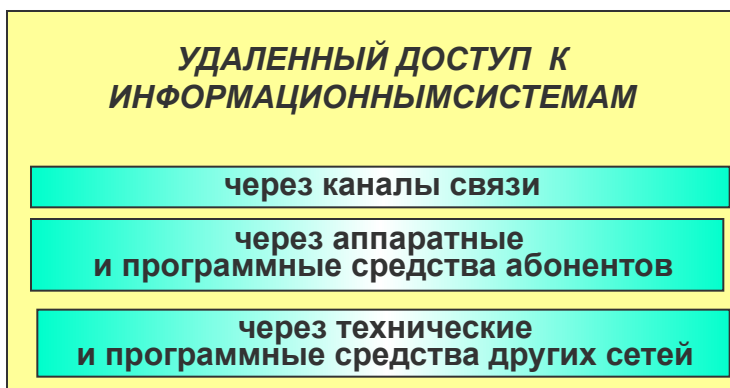 УДАЛЕННЫЙ ДОСТУП К
ИНФОРМАЦИОННЫМСИСТЕМАМ
через каналы связи
через аппаратные
и программные средства абонентов
через технические
и программные средства других сетей